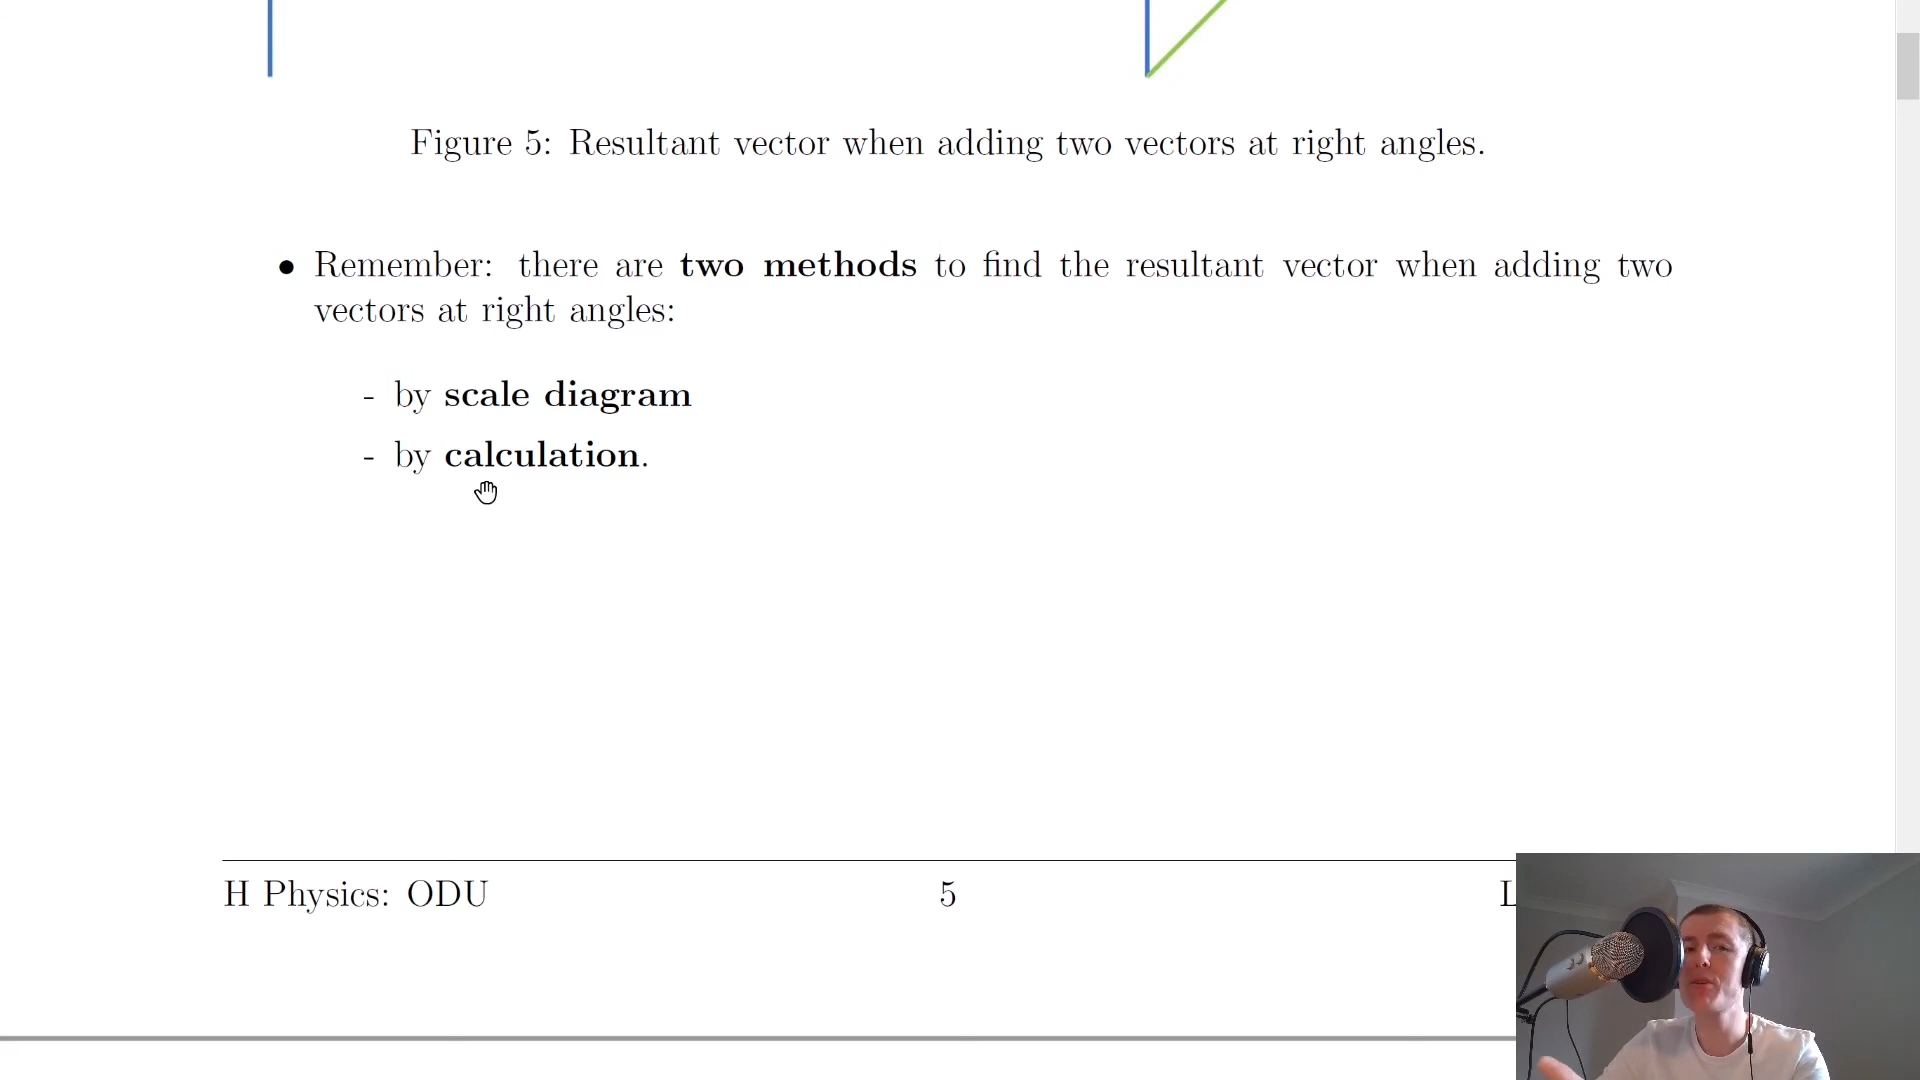 Figure 5: Resultant vector when adding two vectors at right angles.
• Remember: there are two methods to find the resultant vector when adding two
vectors at right angles:
- by scale diagram
- by calculation.
H Physics: ODU
5
L